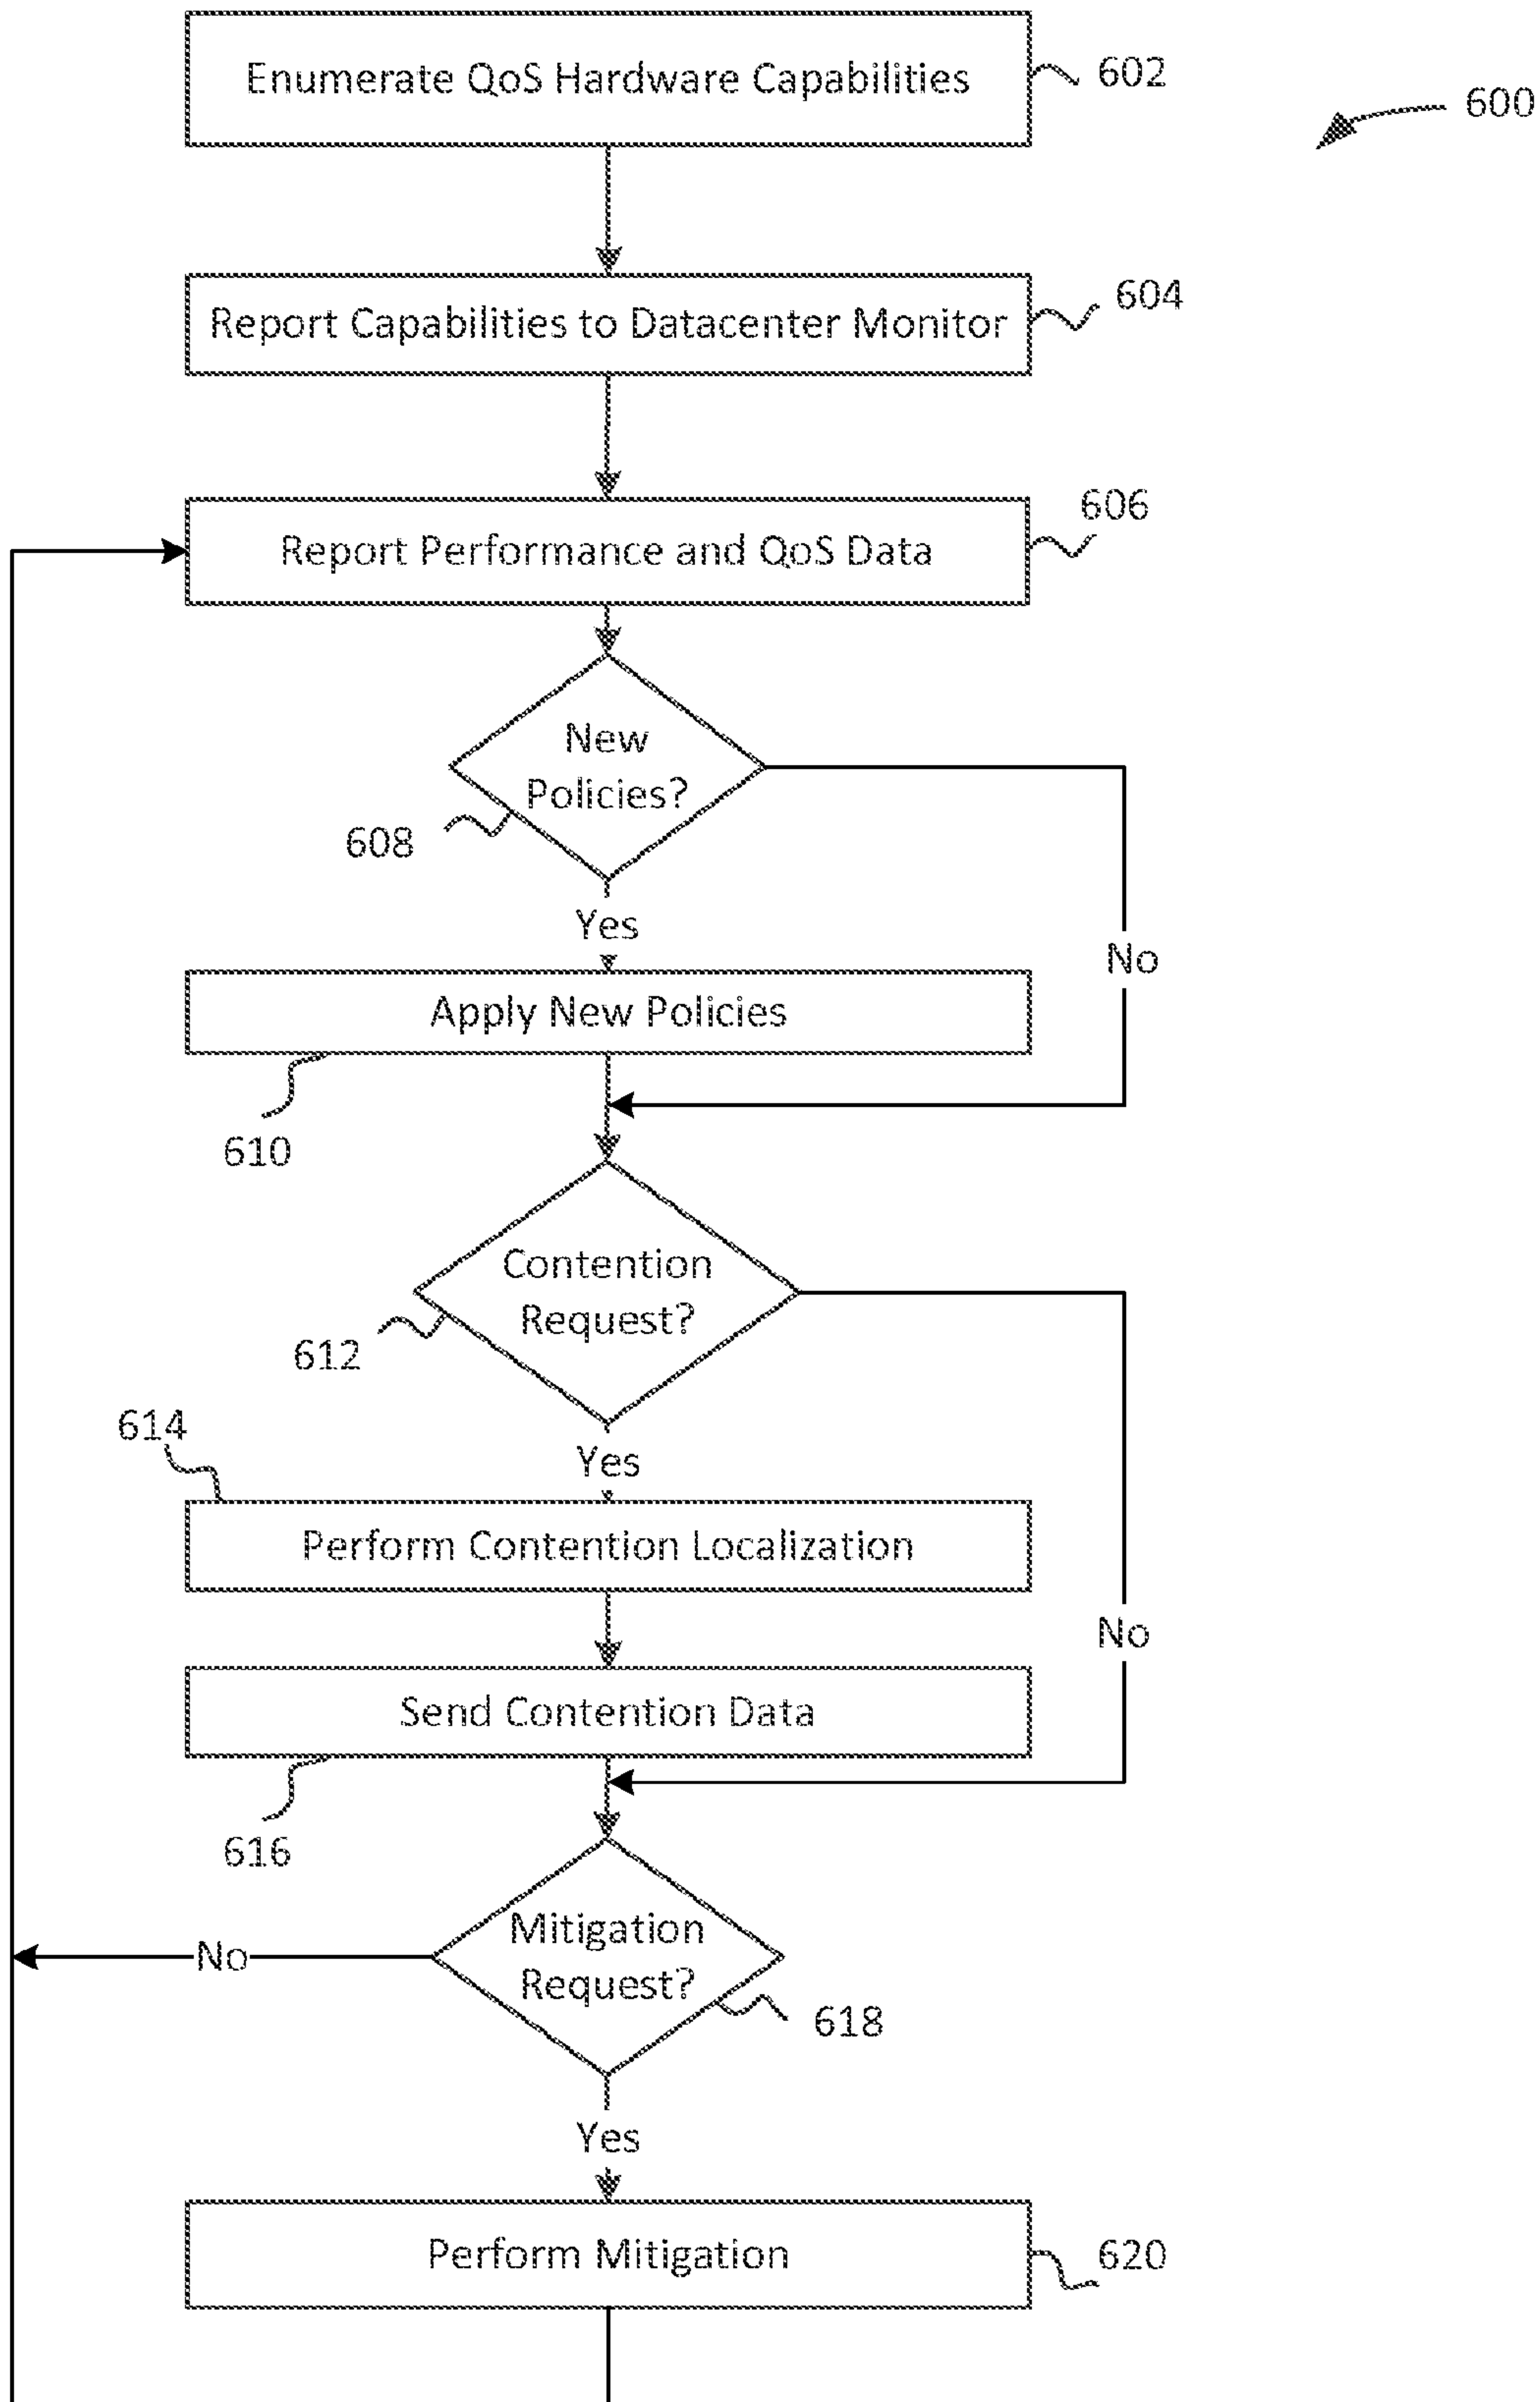 Enumerate QoS Hardware Capabilities
602
600
Report Capabilities to Datacenter Monitor
604
Report Performance and QoS Data
606
New
Policies?
608
Yes
No
Apply New Policies
610
Contention
Request?
612
614
Yes
Perform Contention Localization
No
Send Contention Data
616
Mitigation
Request?
No
618
Yes
Perform Mitigation
620